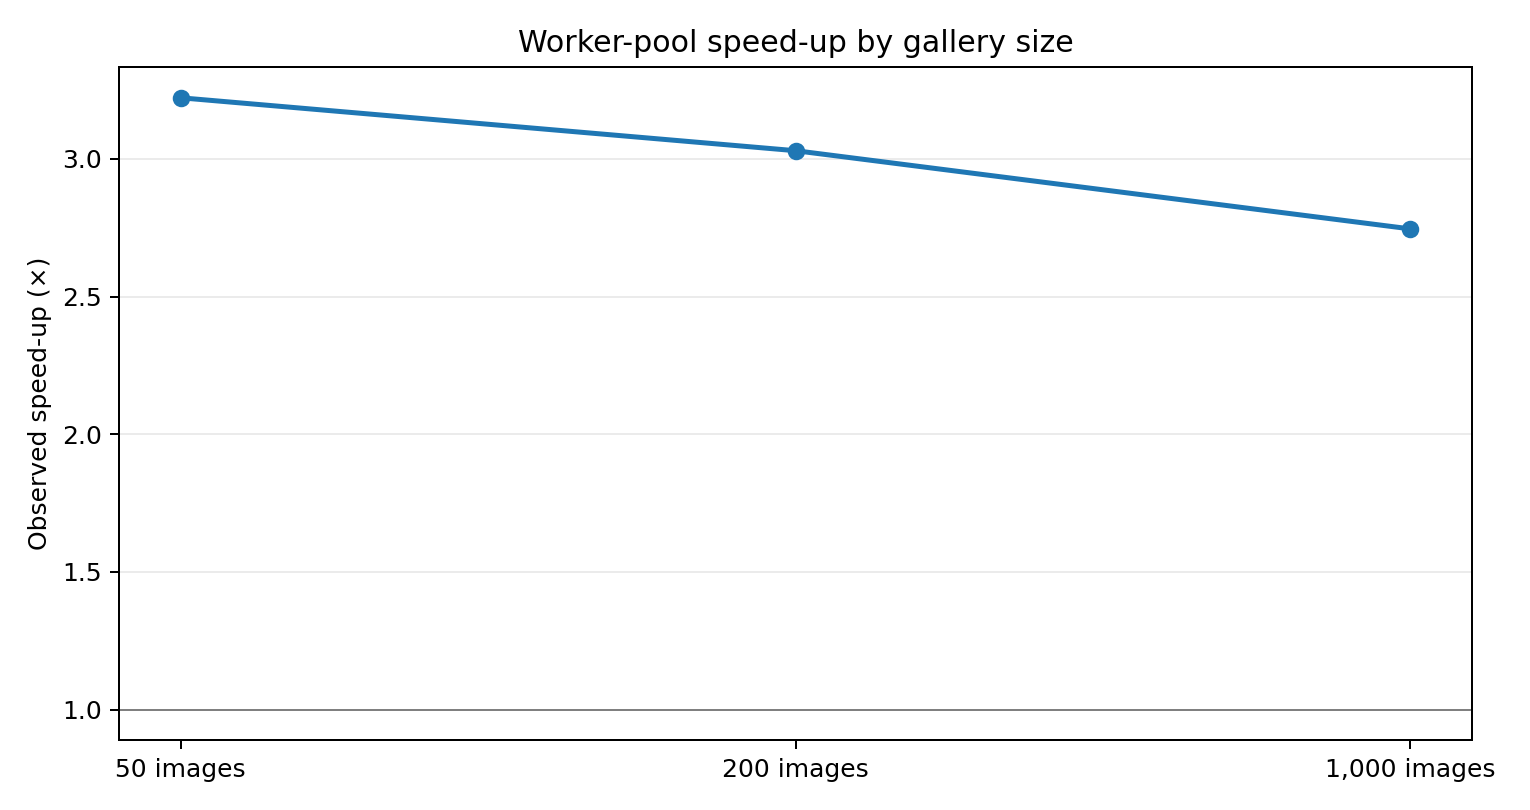 Worker-pool speed-up by gallery size
Observed speed-up (×)
3.0
2.5
2.0
1.5
1.0
50 images
200 images
1,000 images